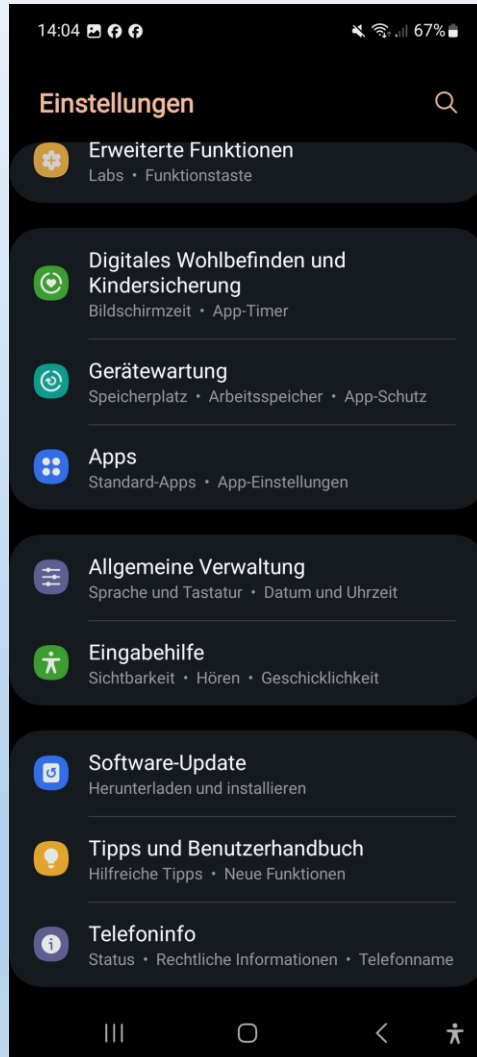 14:04 67%
Einstellungen
Erweiterte Funktionen
Labs • Funktionstaste
Digitales Wohlbefinden und
Kindersicherung
Bildschirmzeit • App-Timer
Gerätewartung
Speicherplatz • Arbeitsspeicher • App-Schutz
Apps
Standard-Apps • App-Einstellungen
Allgemeine Verwaltung
Sprache und Tastatur • Datum und Uhrzeit
Eingabehilfe
Sichtbarkeit • Hören • Geschicklichkeit
Software-Update
Herunterladen und installieren
Tipps und Benutzerhandbuch
Hilfreiche Tipps • Neue Funktionen
Telefoninfo
Status • Rechtliche Informationen • Telefonname